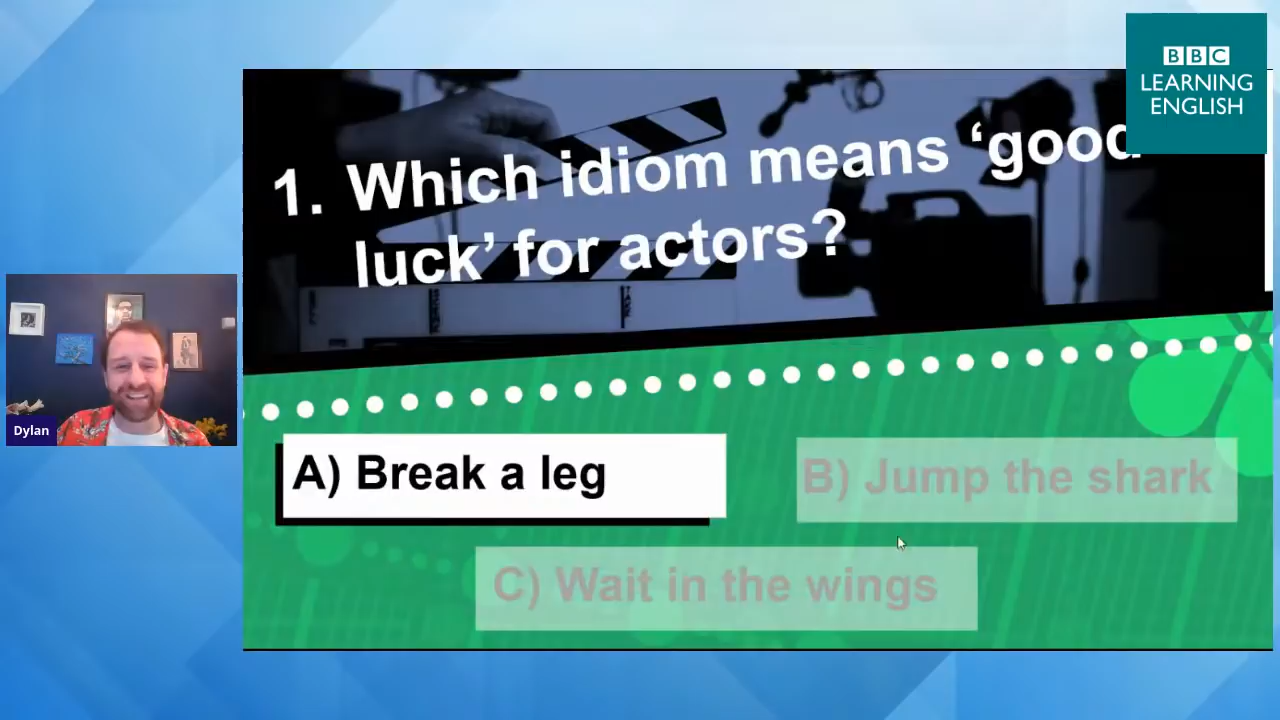 BBC
LEARNING
ENGLISH
1. Which idiom means ‘good
luck’ for actors?
A) Break a leg
B) Jump the shark
C) Wait in the wings
Dylan